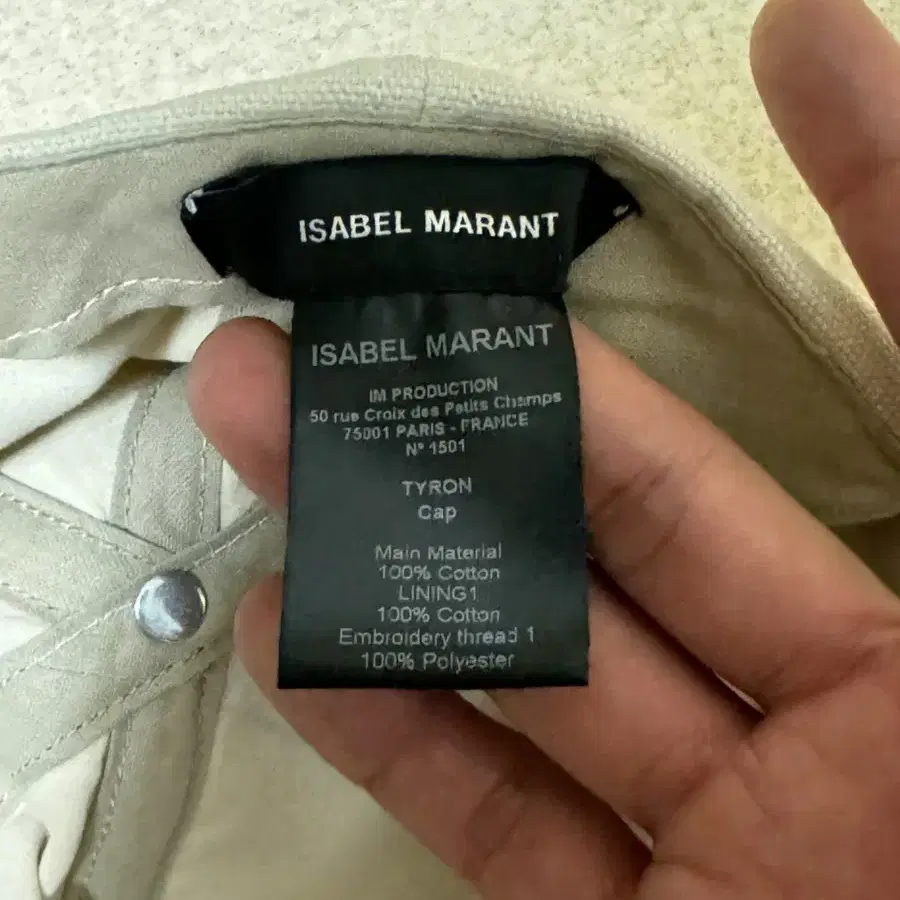 ISABEL MARANT
ISABEL MARANT
IM PRODUCTION
50 rue Croix des Petits Champs
75001 PARIS - FRANCE
N° 1501
TYRON
Cap
Main Material
100% Cotton
LINING1
100% Cotton
Embroidery thread 1
100% Polyester